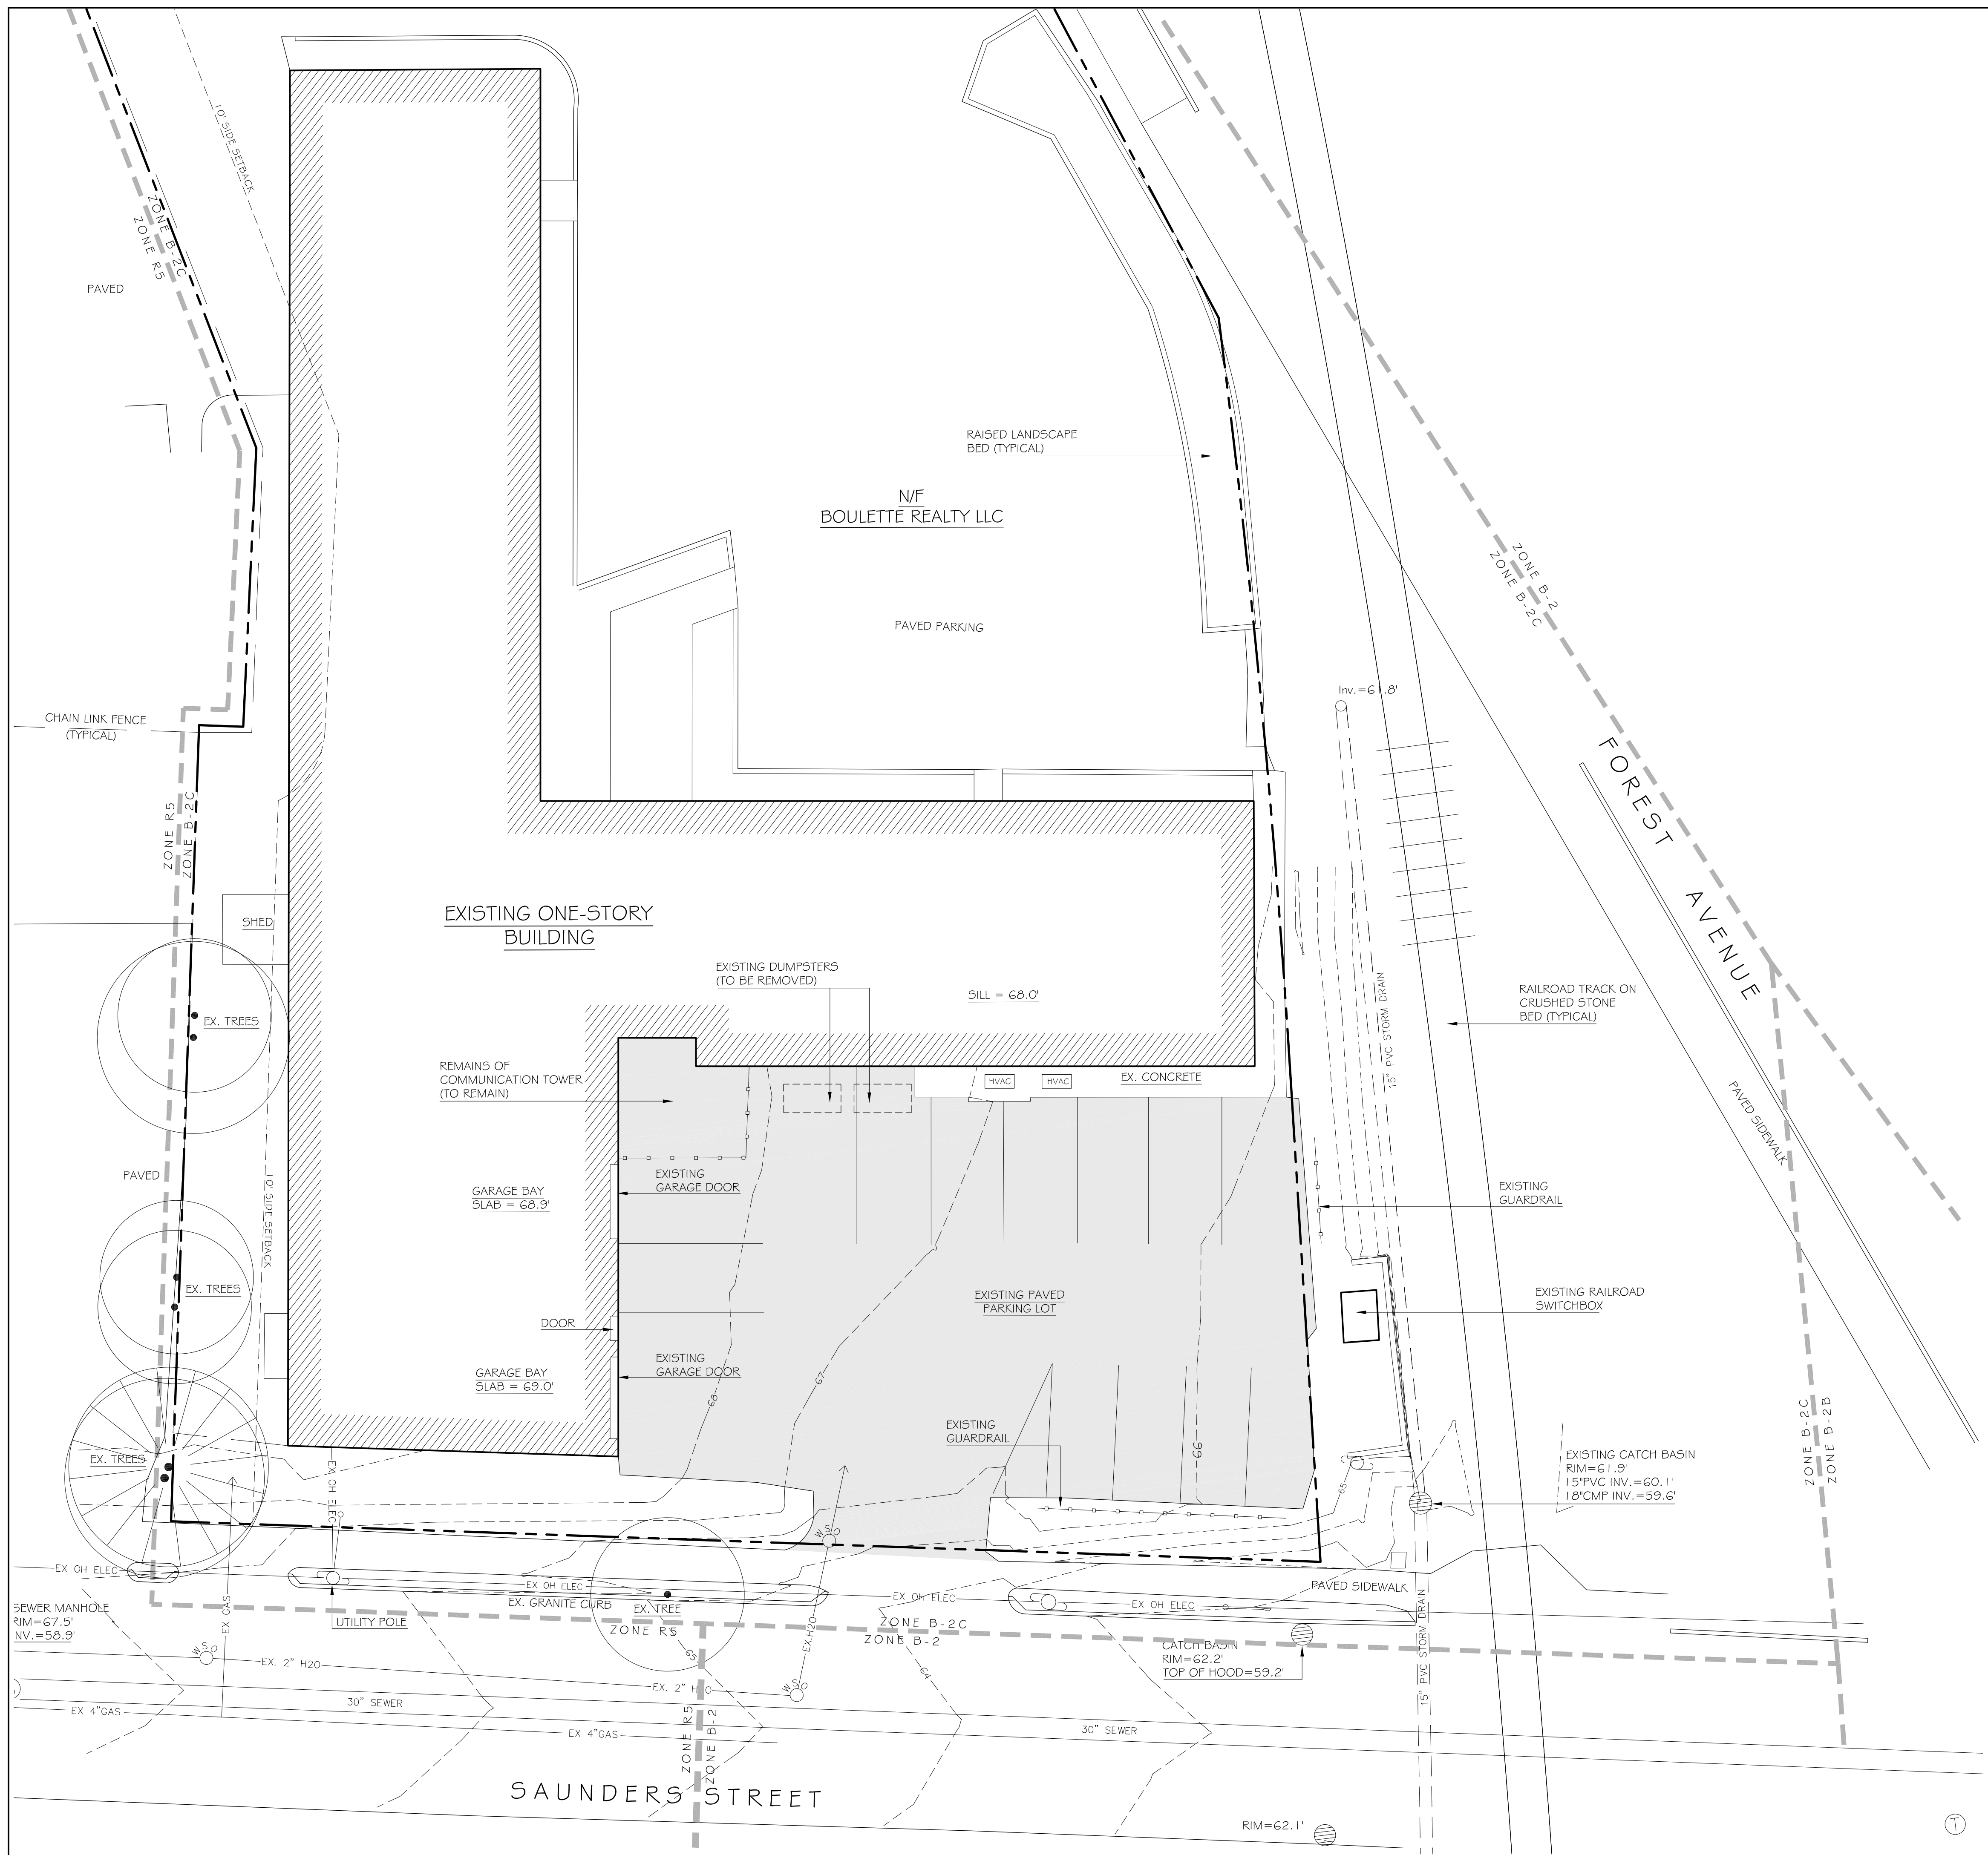 10' SIDE SETBACK
ZONE B-2C
ZONE R5
PAVED
RAISED LANDSCAPE
BED (TYPICAL)
N/F
BOULETTE REALTY LLC
ZONE B-2
ZONE B-2C
PAVED PARKING
Inv.=61.8'
CHAIN LINK FENCE
(TYPICAL)
FOREST AVENUE
ZONE R5
ZONE B-2C
SHED
EXISTING ONE-STORY
BUILDING
EXISTING DUMPSTERS
(TO BE REMOVED)
SILL = 68.0'
15" PVC STORM DRAIN
RAILROAD TRACK ON
CRUSHED STONE
BED (TYPICAL)
EX. TREES
REMAINS OF
COMMUNICATION TOWER
(TO REMAIN)
HVAC
HVAC
EX. CONCRETE
PAVED SIDEWALK
PAVED
10' SIDE SETBACK
GARAGE BAY
SLAB = 68.9'
EXISTING
GARAGE DOOR
EXISTING
GUARDRAIL
EX. TREES
EXISTING PAVED
PARKING LOT
EXISTING RAILROAD
SWITCHBOX
DOOR
GARAGE BAY
SLAB = 69.0'
EXISTING
GARAGE DOOR
68
67
66
65
EXISTING
GUARDRAIL
ZONE B-2C
ZONE B-2B
EX. TREES
EX OH ELEC
EXISTING CATCH BASIN
RIM=61.9'
15"PVC INV.=60.1'
18"CMP INV.=59.6'
WSO
EX OH ELEC
EX OH ELEC
EX OH ELEC
EX OH ELEC
PAVED SIDEWALK
SEWER MANHOLE
RIM=67.5'
INV.=58.9'
EX GAS
UTILITY POLE
EX. GRANITE CURB
EX. TREE
ZONE R5
EX.H20
ZONE B-2C
ZONE B-2
CATCH BASIN
RIM=62.2'
TOP OF HOOD=59.2'
15" PVC STORM DRAIN
65
64
WSO
EX. 2" H20
EX. 2" H20
WSO
30" SEWER
30" SEWER
EX 4"GAS
EX 4"GAS
ZONE R5
ZONE B-2
SAUNDERS STREET
RIM=62.1'
T